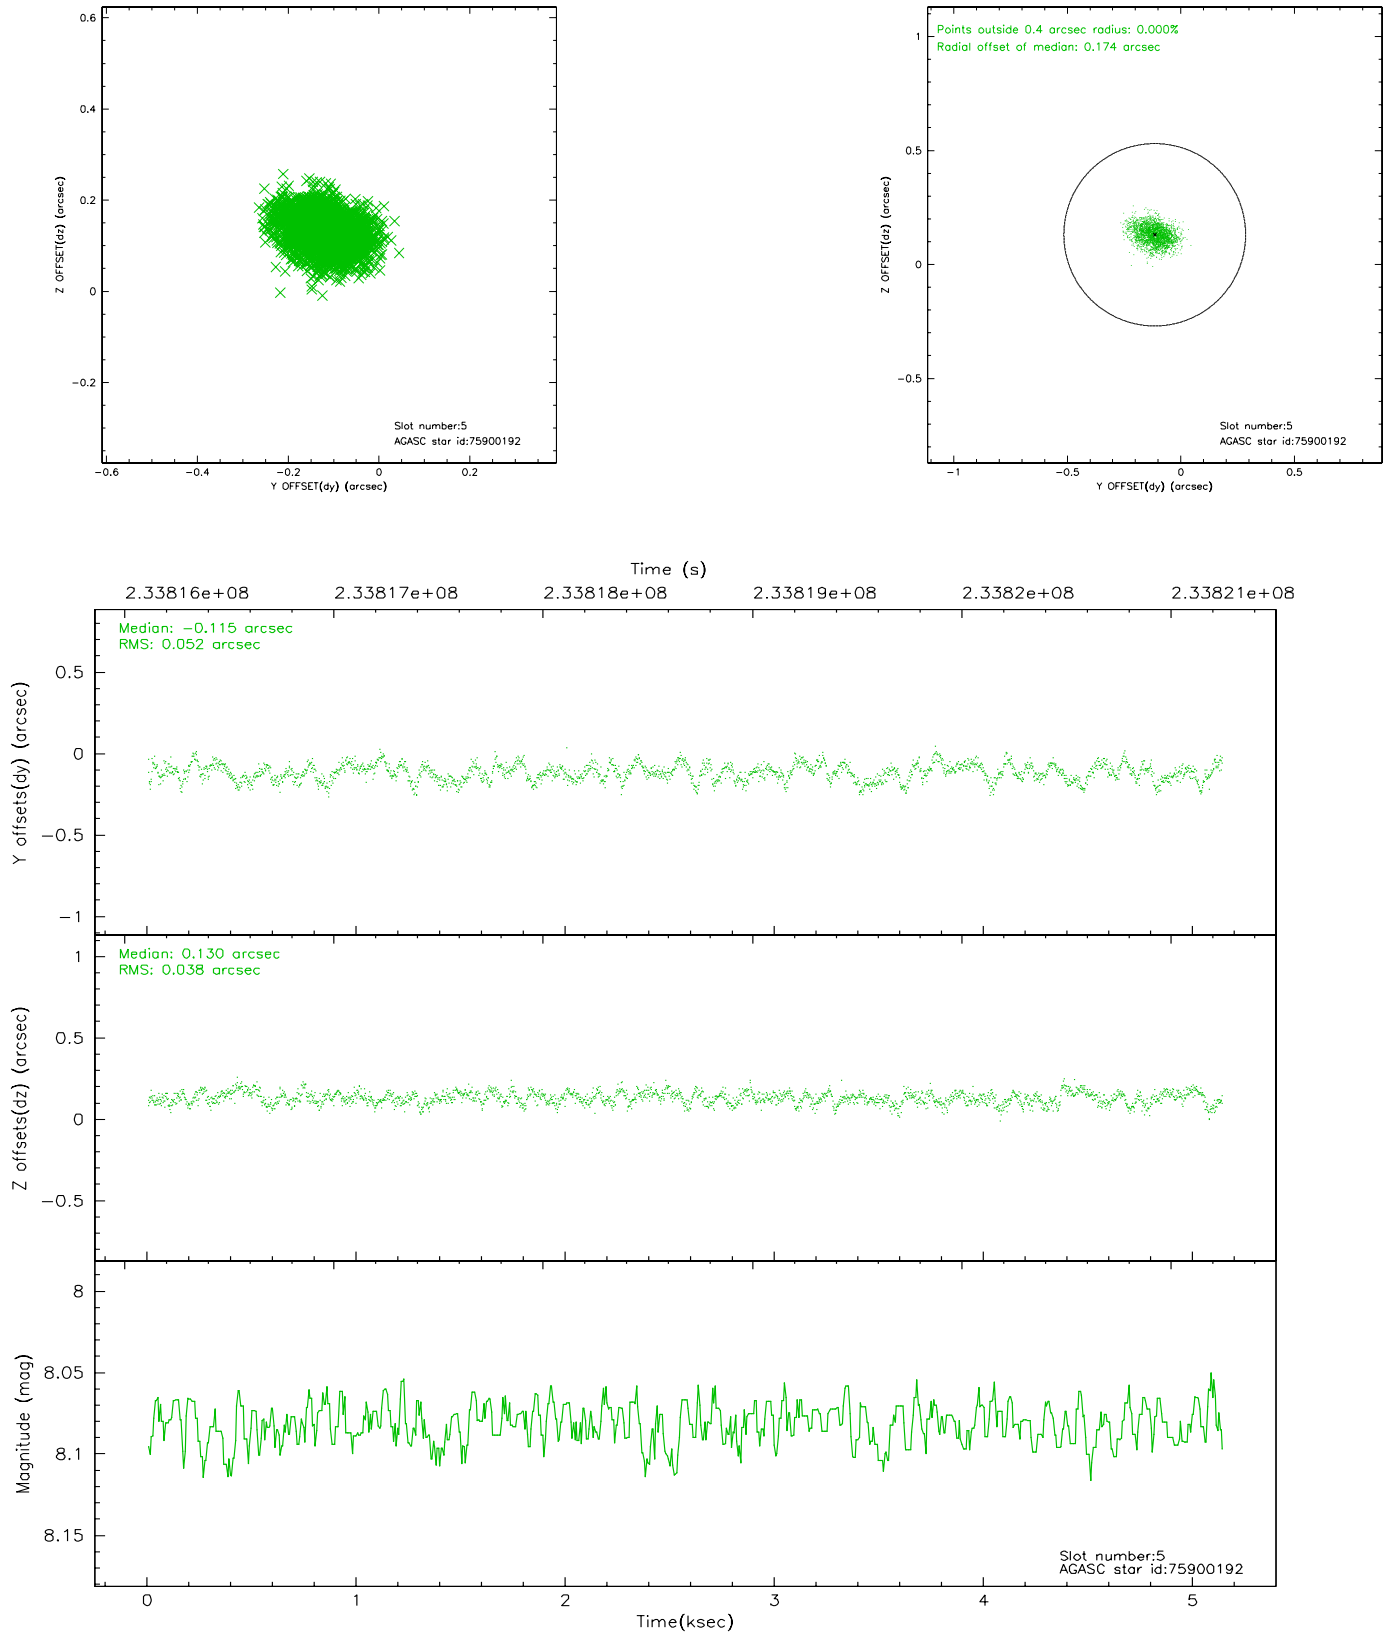 0.6
0.4
0.2
0
−0.2
Z OFFSET(dz) (arcsec)
Slot number:5
AGASC star id:75900192
−0.6 −0.4 −0.2 0 0.2
Y OFFSET(dy) (arcsec)
Points outside 0.4 arcsec radius: 0.000%
Radial offset of median: 0.174 arcsec
1
0.5
0
−0.5
Z OFFSET(dz) (arcsec)
Slot number:5
AGASC star id:75900192
−1 −0.5 0 0.5
Y OFFSET(dy) (arcsec)
Time (s)
2.33816e+08 2.33817e+08 2.33818e+08 2.33819e+08 2.3382e+08 2.33821e+08
Median: −0.115 arcsec
RMS: 0.052 arcsec
0.5
0
−0.5
−1
Y offsets(dy) (arcsec)
Median: 0.130 arcsec
RMS: 0.038 arcsec
1
0.5
0
−0.5
Z offsets(dz) (arcsec)
8
8.05
8.1
8.15
Magnitude (mag)
Slot number:5
AGASC star id:75900192
0 1 2 3 4 5
Time(ksec)